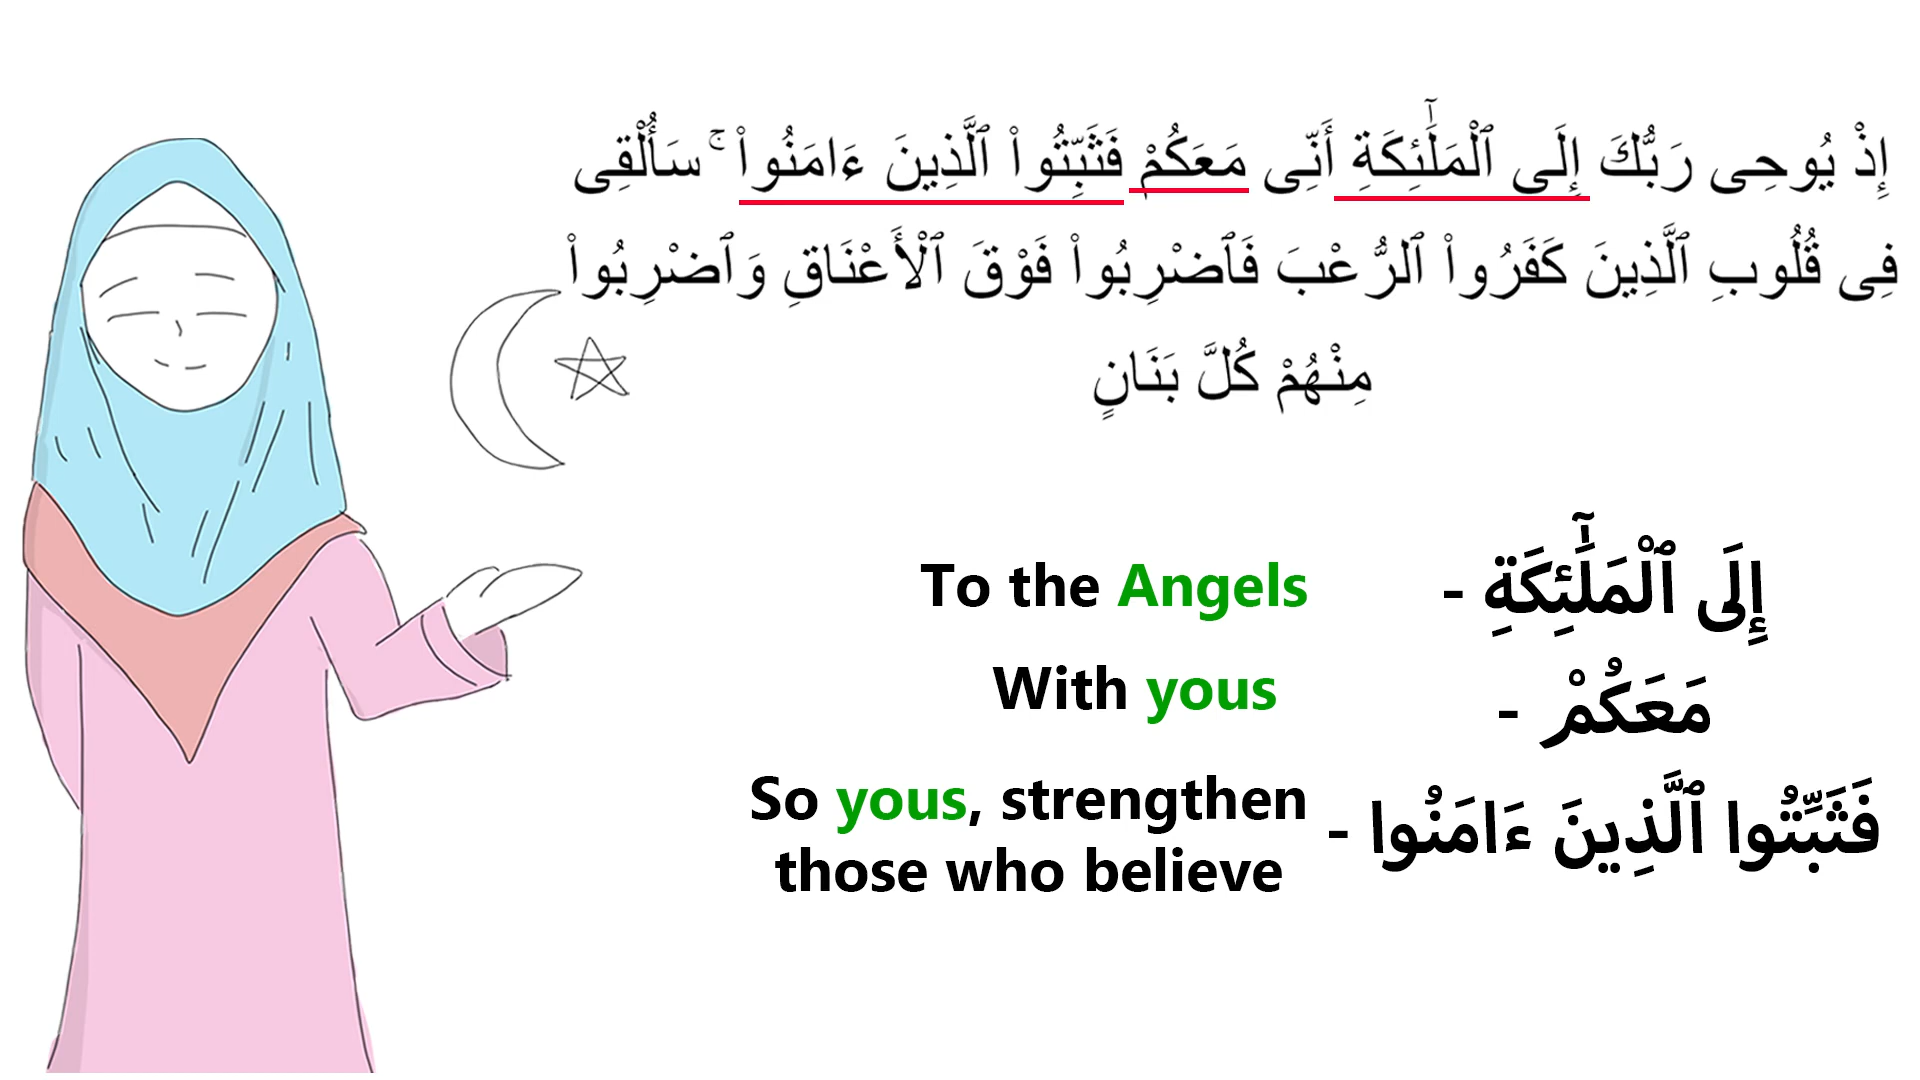 إِذْ يُوحِى رَبُّكَ إِلَى ٱلْمَلَٰٓئِكَةِ أَنِّى مَعَكُمْ فَثَبِّتُوا۟ ٱلَّذِينَ ءَامَنُوا۟ ۚ سَأُلْقِى
فِى قُلُوبِ ٱلَّذِينَ كَفَرُوا۟ ٱلرُّعْبَ فَٱضْرِبُوا۟ فَوْقَ ٱلْأَعْنَاقِ وَٱضْرِبُوا۟
مِنْهُمْ كُلَّ بَنَانٍ
To the Angels - إِلَى ٱلْمَلَٰٓئِكَةِ
With yous - مَعَكُمْ
So yous, strengthen - فَثَبِّتُوا ٱلَّذِينَ ءَامَنُوا
those who believe